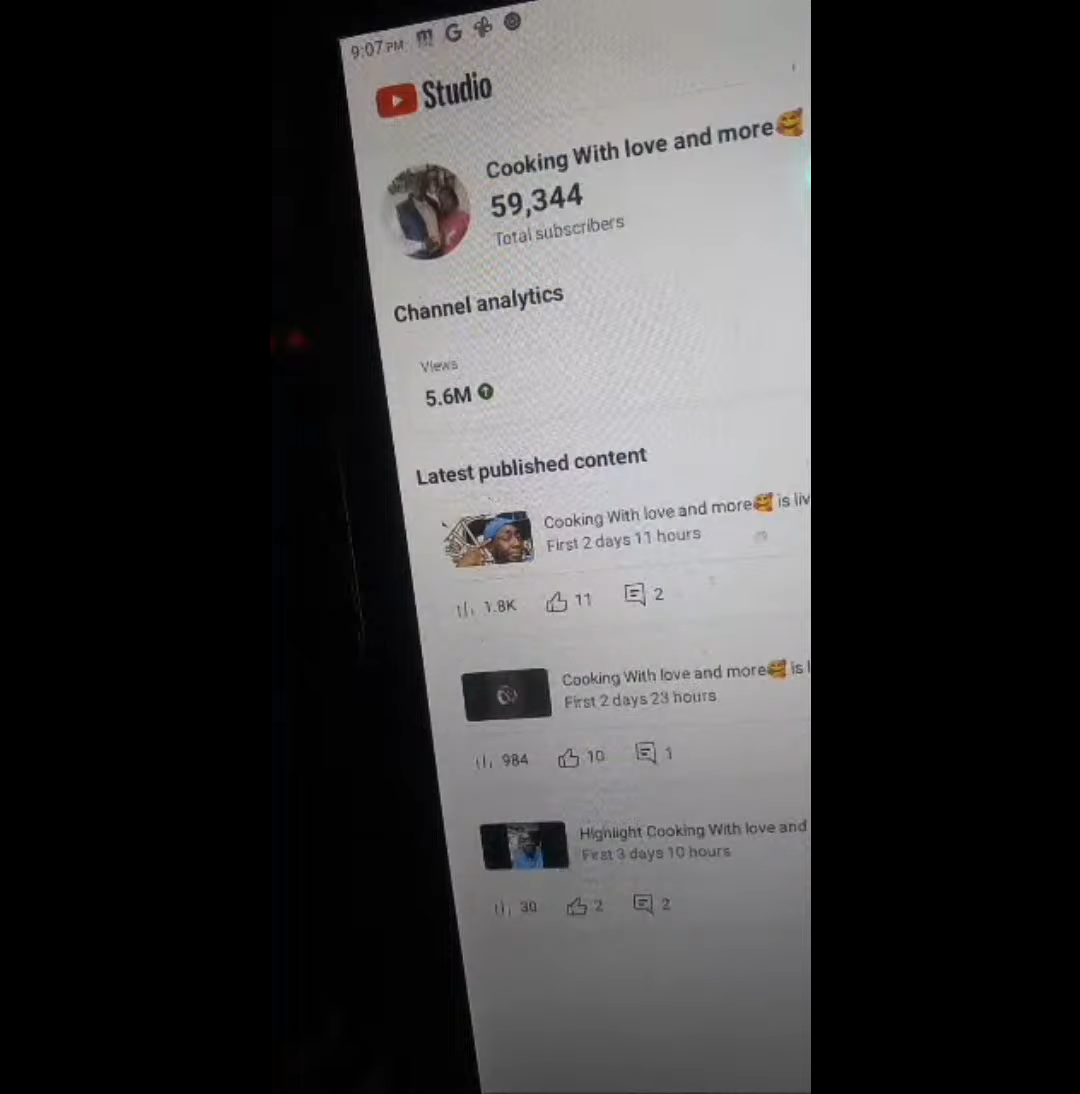 9:07 PM
Studio
Cooking With love and more🥰
59,344
Total subscribers
Channel analytics
Views
5.6M
Latest published content
Cooking With love and more🥰 is liv
First 2 days 11 hours
1.8K 11 2
Cooking With love and more🥰 is l
First 2 days 23 hours
984 10 1
Highlight Cooking With love and
First 3 days 10 hours
30 2 2